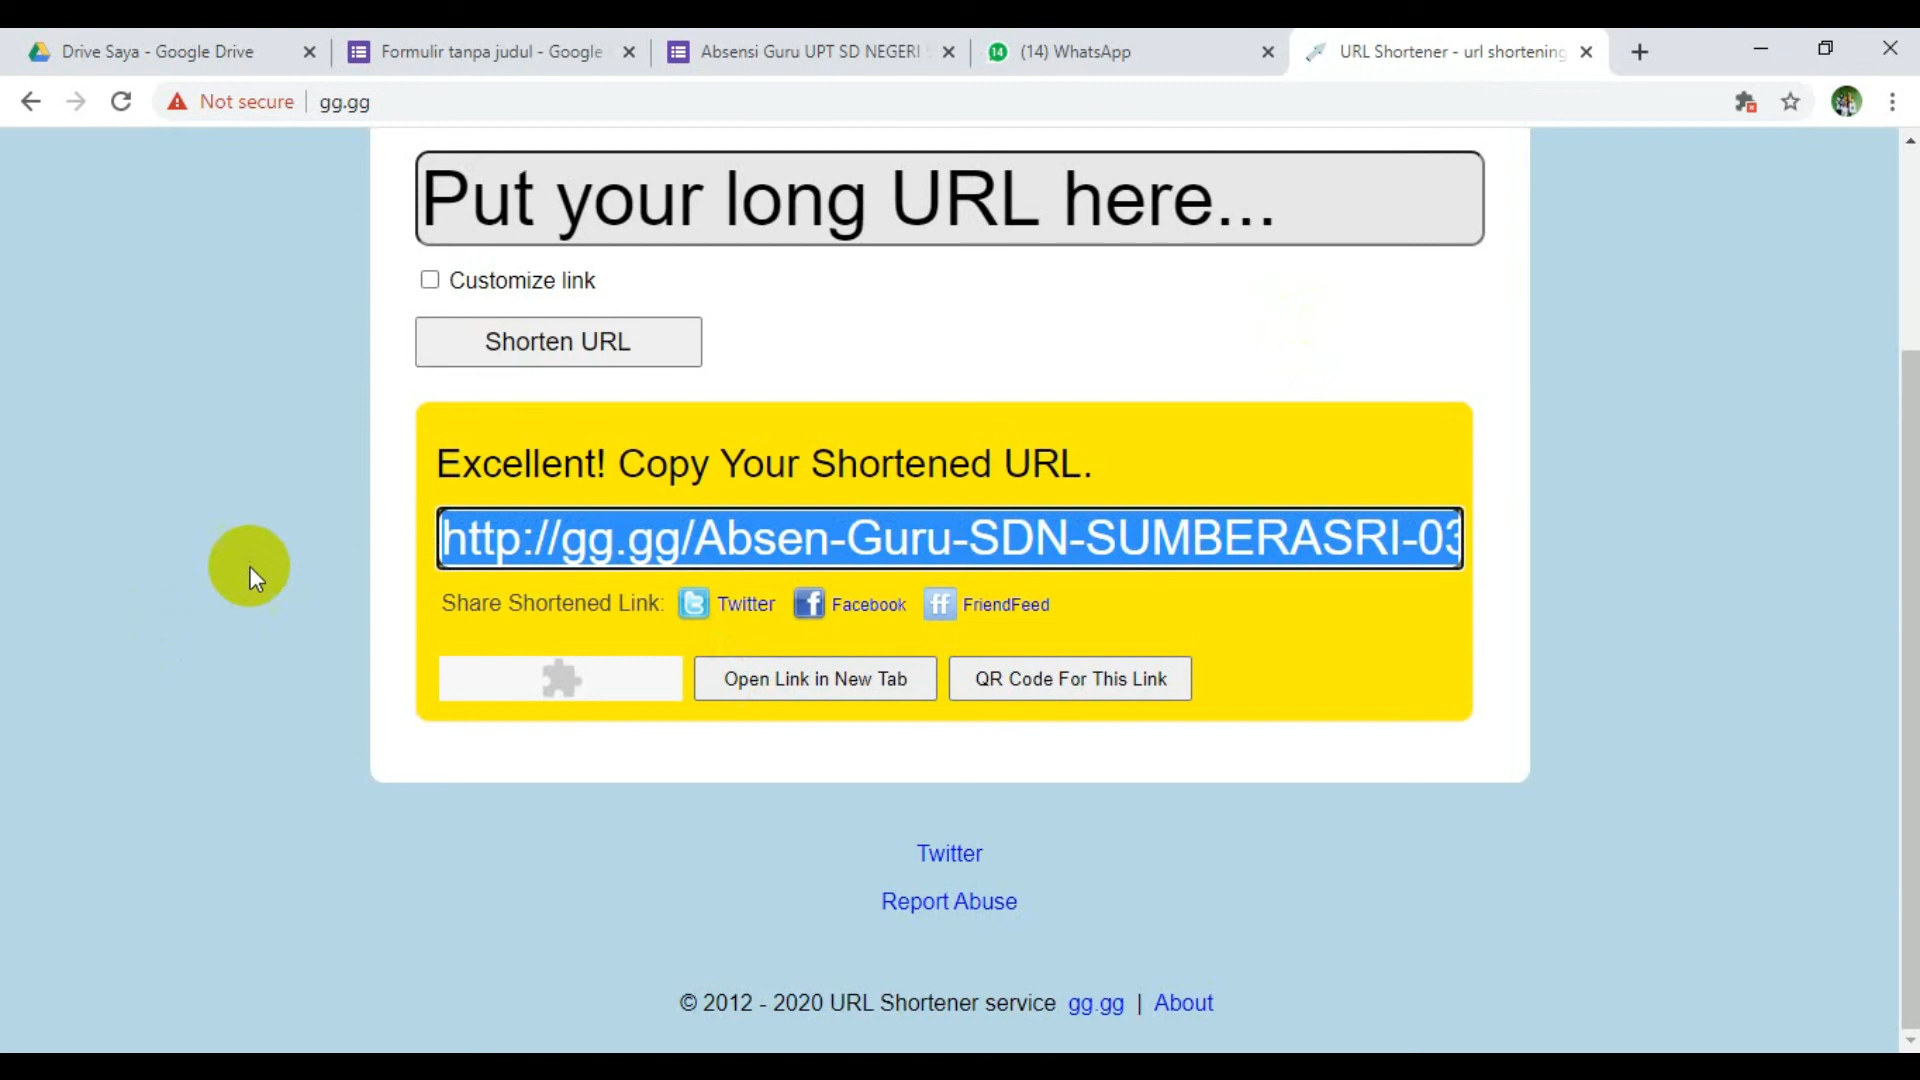 Drive Saya - Google Drive
Formulir tanpa judul - Google
Absensi Guru UPT SD NEGERI
14
(14) WhatsApp
URL Shortener - url shortening
Not secure
gg.gg
Put your long URL here...
Customize link
Shorten URL
Excellent! Copy Your Shortened URL.
http://gg.gg/Absen-Guru-SDN-SUMBERASRI-03
Share Shortened Link: Twitter Facebook ff FriendFeed
Open Link in New Tab
QR Code For This Link
Twitter
Report Abuse
© 2012 - 2020 URL Shortener service gg.gg | About